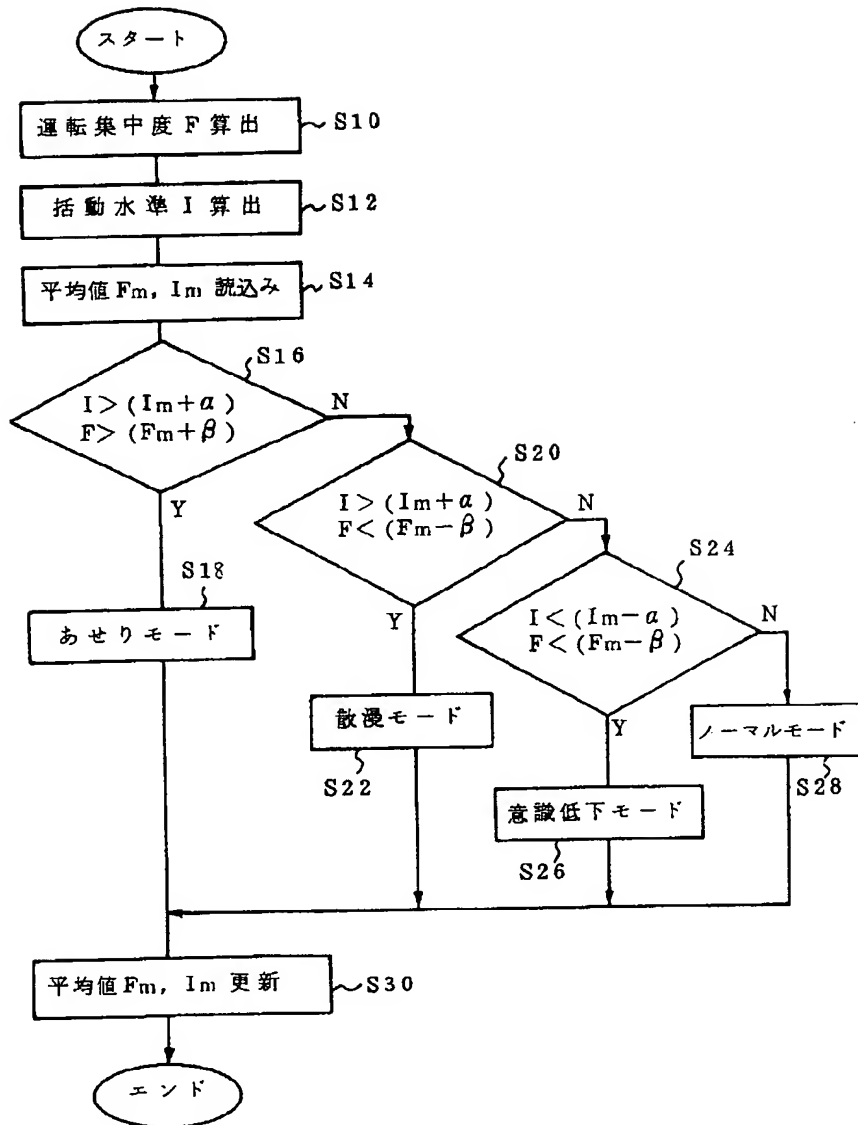 スタート
運転集中度F算出
S10
括動水準I算出
S12
平均値Fm, Im 読込み
S14
S16
I>(Im+α)
F>(Fm+β)
N
Y
S20
I>(Im+α)
F<(Fm−β)
N
Y
S24
I<(Im−α)
F<(Fm−β)
N
Y
S18
あせりモード
散漫モード
S22
ノーマルモード
S28
意識低下モード
S26
平均値Fm, Im 更新
S30
エンド